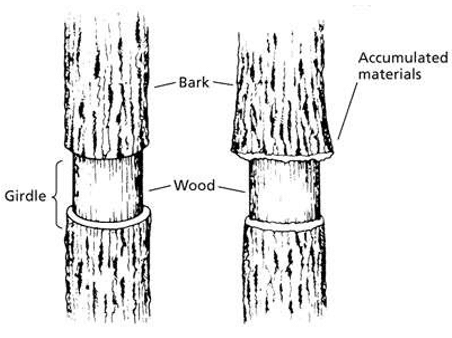 Accumulated
materials
Bark
Wood
Girdle